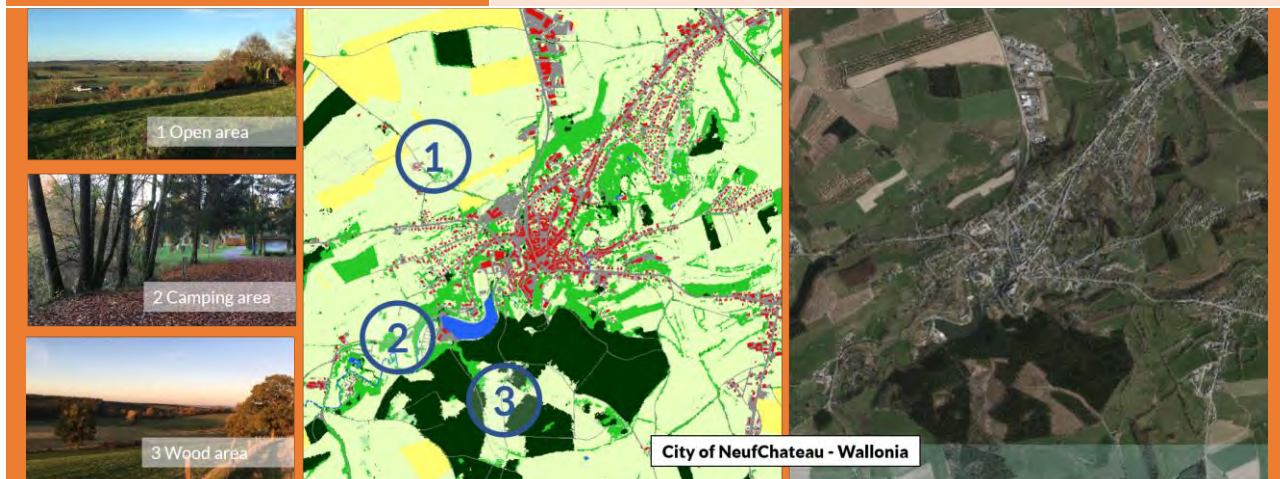 1 Open area
2 Camping area
3 Wood area
1
2
3
City of NeufChateau - Wallonia